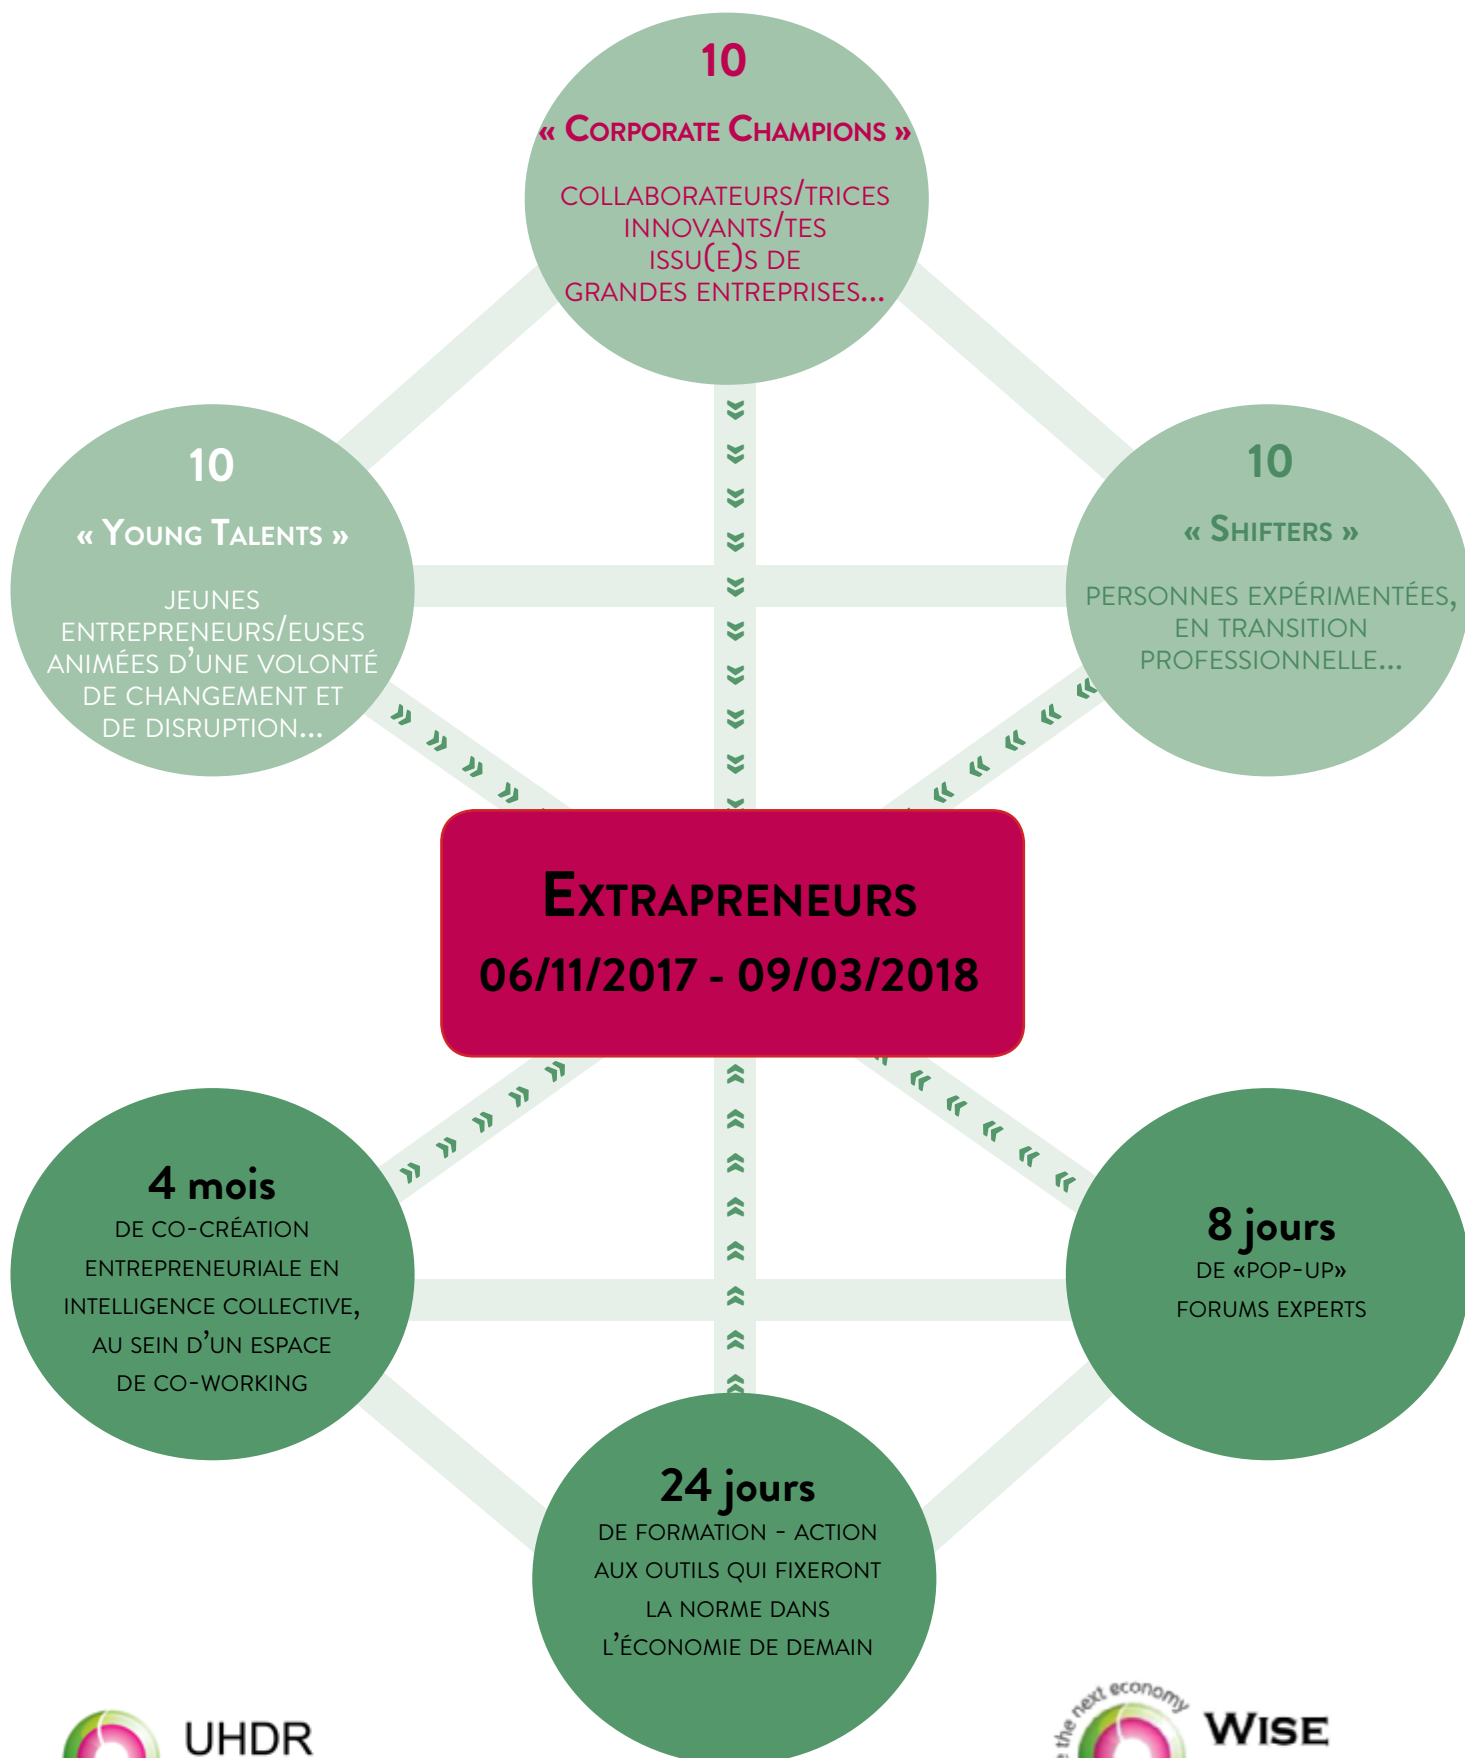 10
« Corporate Champions »
collaborateurs/trices
innovants/tes
issu(e)s de
grandes entreprises...
10
« Young Talents »
jeunes
entrepreneurs/euses
animées d'une volonté
de changement et
de disruption...
10
« Shifters »
personnes expérimentées,
en transition
professionnelle...
Extrapreneurs
06/11/2017 - 09/03/2018
4 mois
de co-création
entrepreneuriale en
intelligence collective,
au sein d'un espace
de co-working
8 jours
de «pop-up»
forums experts
24 jours
de formation - action
aux outils qui fixeront
la norme dans
l'économie de demain
UHDR
the next economy
Wise